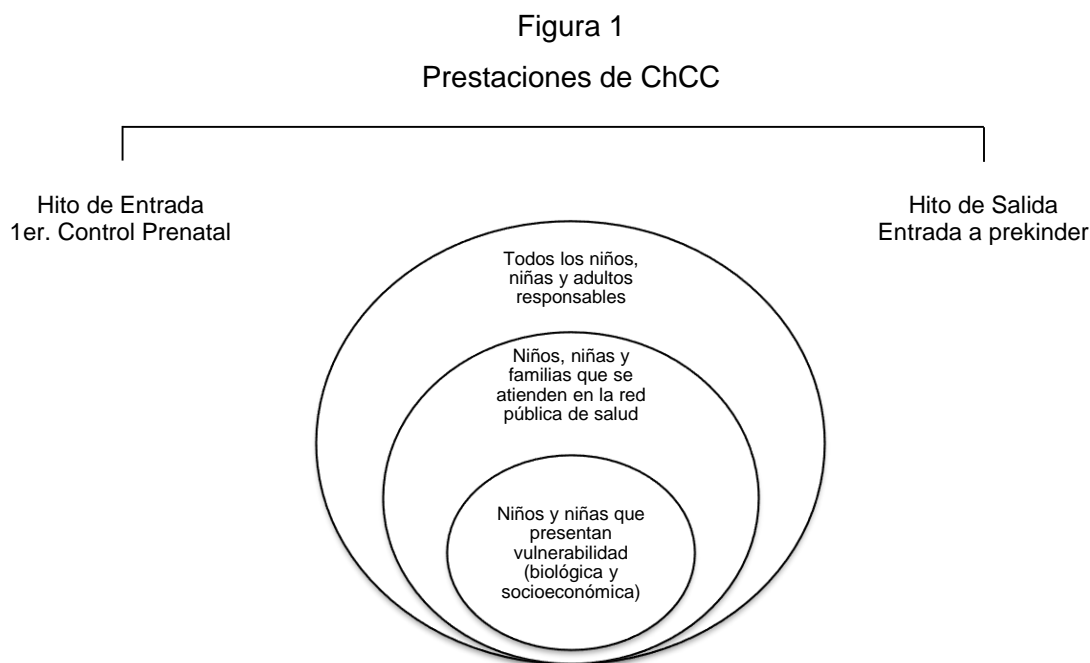 Figura 1
Prestaciones de ChCC
Hito de Entrada
1er. Control Prenatal
Hito de Salida
Entrada a prekinder
Todos los niños,
niñas y adultos
responsables
Niños, niñas y
familias que se
atienden en la red
pública de salud
Niños y niñas que
presentan
vulnerabilidad
(biológica y
socioeconómica)